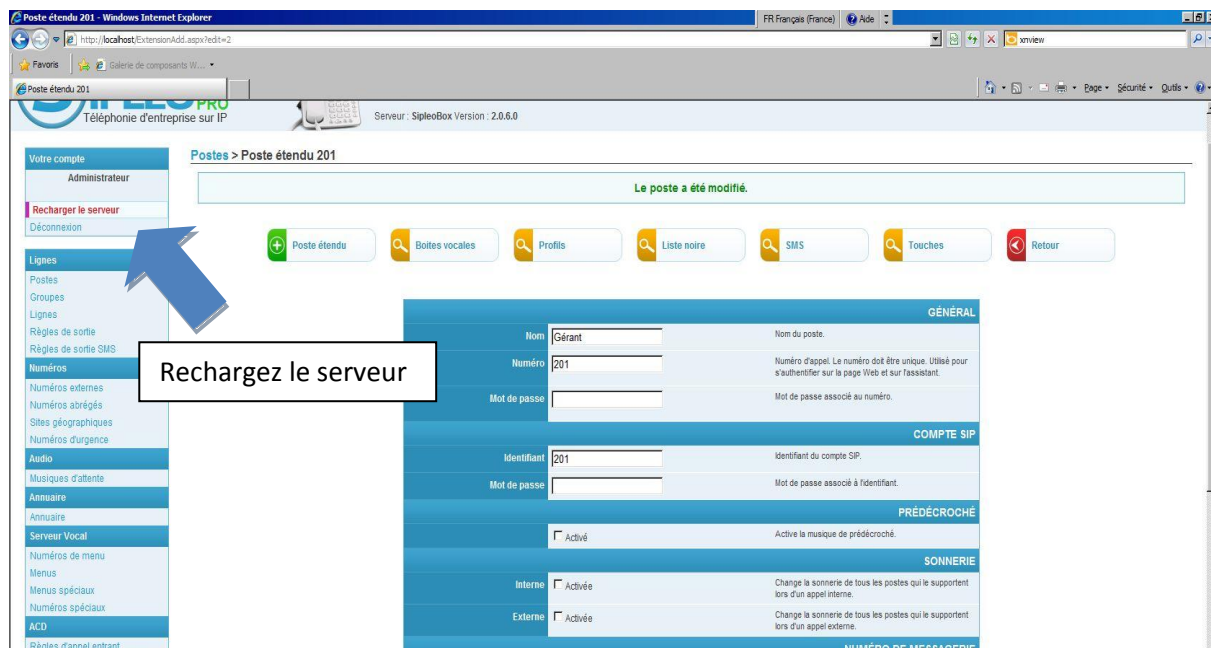 Poste étendu 201 - Windows Internet Explorer
FR Français (France)
Aide
http://localhost/ExtensionAdd.aspx?edit=2
xnview
Favoris
Galerie de composants W...
Poste étendu 201
Page
Sécurité
Outils
PRO
Téléphonie d'entreprise sur IP
Serveur : SipleoBox Version : 2.0.6.0
Votre compte
Administrateur
Recharger le serveur
Déconnexion
Lignes
Postes
Groupes
Lignes
Règles de sortie
Règles de sortie SMS
Numéros
Numéros externes
Numéros abrégés
Sites géographiques
Numéros d'urgence
Audio
Musiques d'attente
Annuaire
Annuaire
Serveur Vocal
Numéros de menu
Menus
Menus spéciaux
Numéros spéciaux
ACD
Règles d'appel entrant
Rechargez le serveur
Postes > Poste étendu 201
Le poste a été modifié.
Poste étendu
Boites vocales
Profils
Liste noire
SMS
Touches
Retour
GÉNÉRAL
Nom
Gérant
Nom du poste.
Numéro
201
Numéro d'appel. Le numéro doit être unique. Utilisé pour
s'authentifier sur la page Web et sur l'assistant.
Mot de passe
Mot de passe associé au numéro.
COMPTE SIP
Identifiant
201
Identifiant du compte SIP.
Mot de passe
Mot de passe associé à l'identifiant.
PRÉDÉCROCHÉ
Activé
Active la musique de prédécroché.
SONNERIE
Interne
Activée
Change la sonnerie de tous les postes qui le supportent
lors d'un appel interne.
Externe
Activée
Change la sonnerie de tous les postes qui le supportent
lors d'un appel externe.
NUMÉRO DE MESSAGERIE